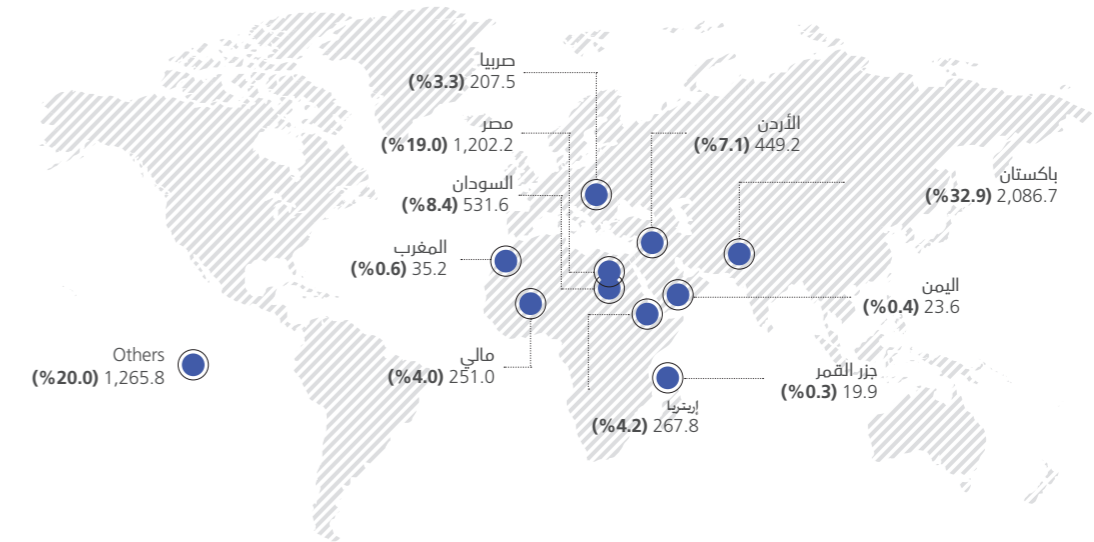 صربيا
207.5 (%3.3)
مصر
1,202.2 (%19.0)
الأردن
449.2 (%7.1)
باكستان
2,086.7 (%32.9)
السودان
531.6 (%8.4)
المغرب
35.2 (%0.6)
اليمن
23.6 (%0.4)
Others
1,265.8 (%20.0)
مالي
251.0 (%4.0)
جزر القمر
19.9 (%0.3)
إريتريا
267.8 (%4.2)